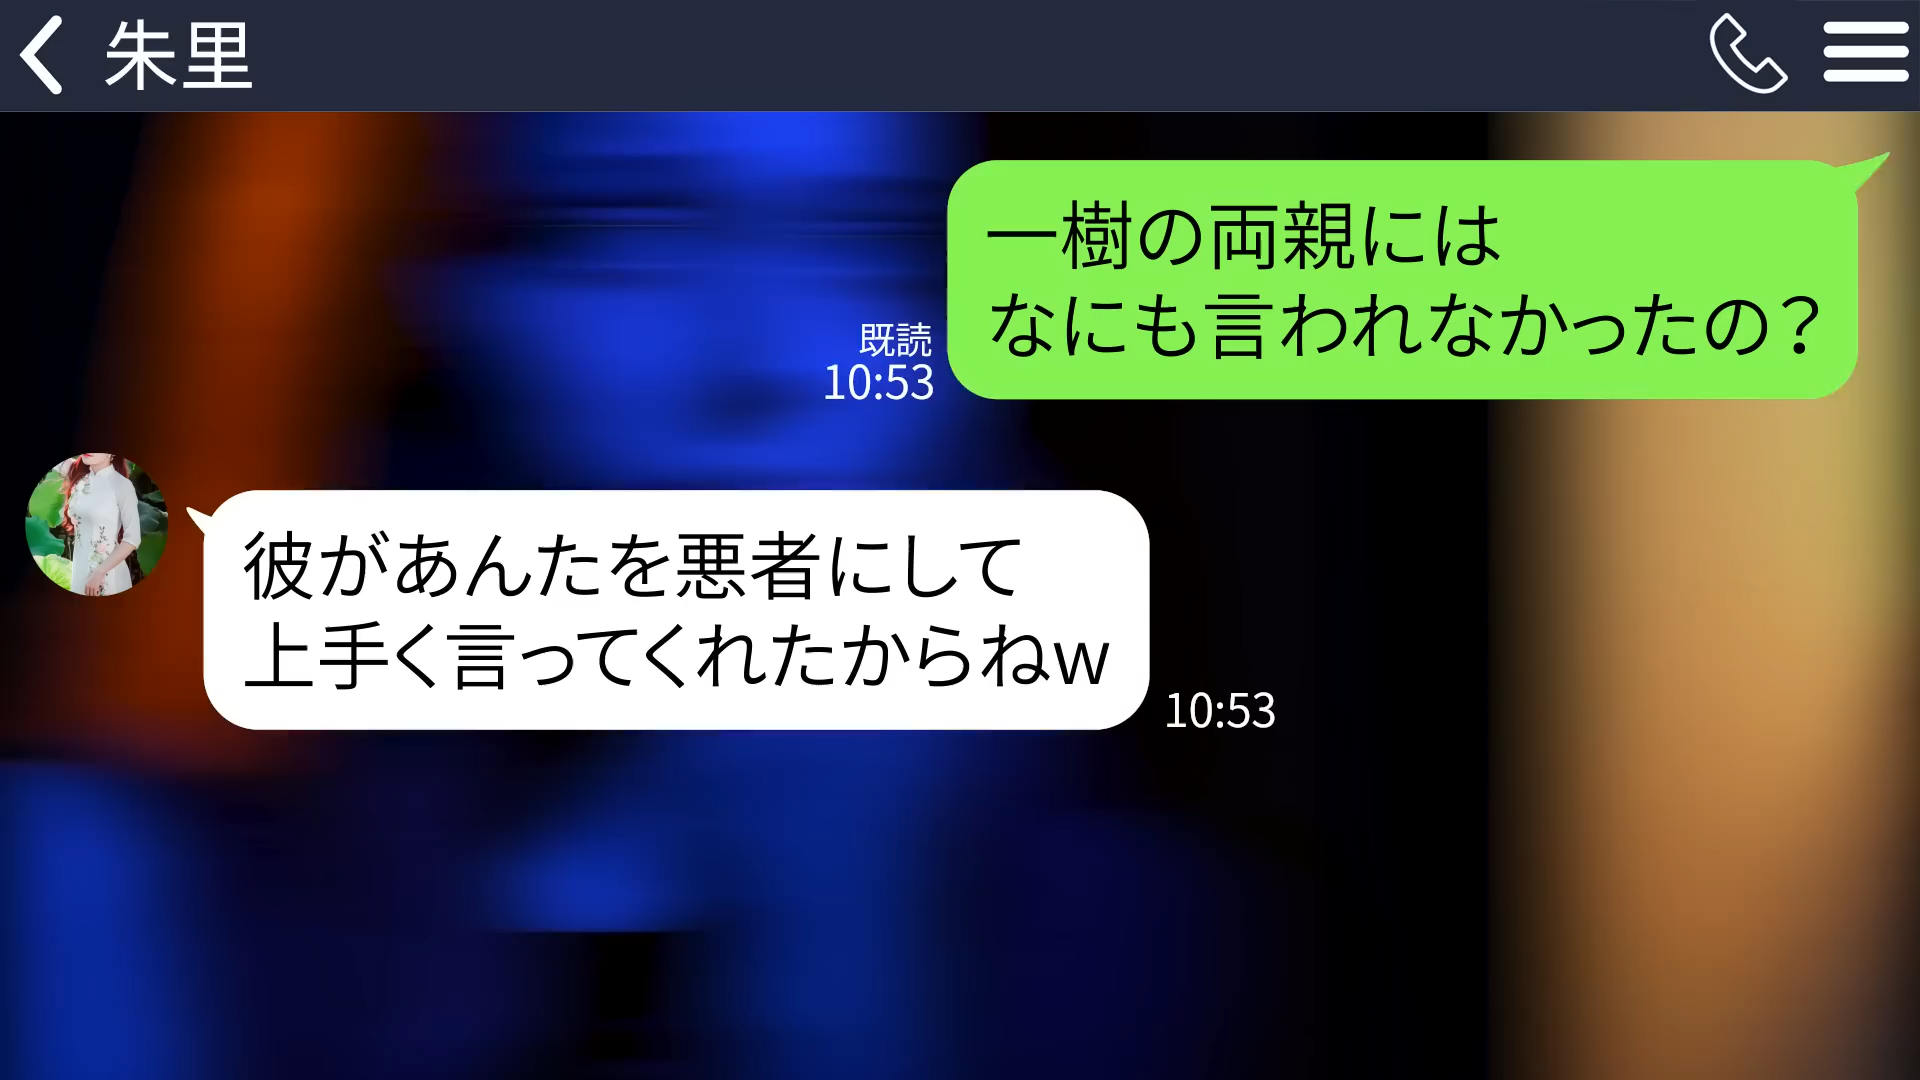 朱里
一樹の両親には
なにも言われなかったの？
既読
10:53
彼があんたを悪者にして
上手く言ってくれたからねw
10:53